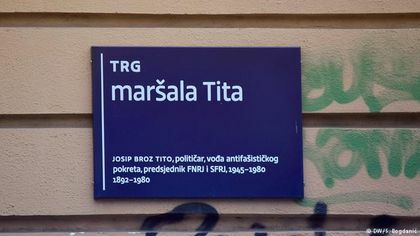 TRG
maršala Tita
JOSIP BROZ TITO, političar, vođa antifašističkog
pokreta, predsjednik FNRJ i SFRJ, 1945–1980
1892–1980
© DW/S. Bogdanić